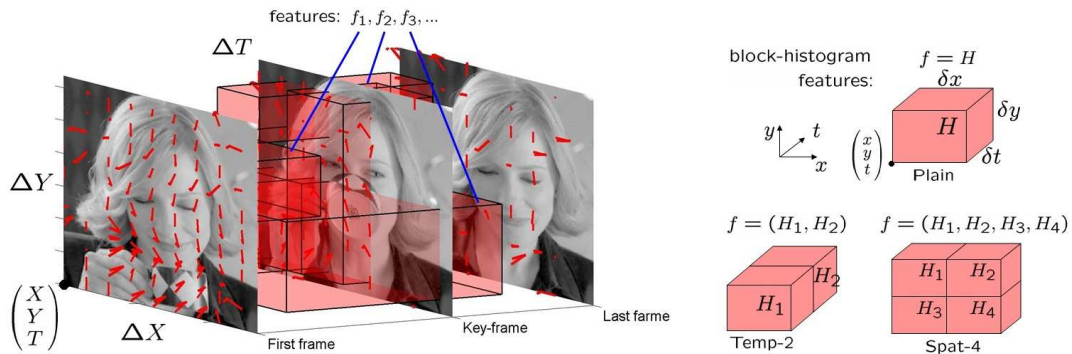 features: f₁, f₂, f₃, ...
ΔT
ΔY
(X Y T)
ΔX
First frame
Key-frame
Last farme
block-histogram
features:
f = H
δx
H
δy
δt
y
t
x
(x y t)
Plain
f = (H₁, H₂)
H₁
H₂
Temp-2
f = (H₁, H₂, H₃, H₄)
H₁
H₂
H₃
H₄
Spat-4